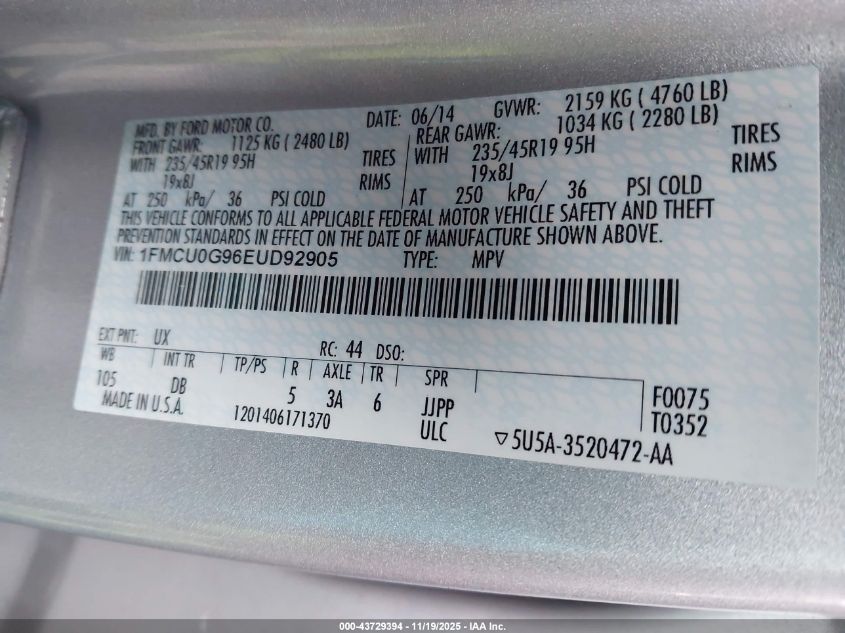 MFD. BY FORD MOTOR CO. DATE: 06/14 GVWR: 2159 KG ( 4760 LB)
FRONT GAWR: 1125 KG ( 2480 LB) REAR GAWR: 1034 KG ( 2280 LB)
WITH 235/45R19 95H TIRES WITH 235/45R19 95H TIRES
19x8J RIMS 19x8J RIMS
AT 250 kPa/ 36 PSI COLD AT 250 kPa/ 36 PSI COLD
THIS VEHICLE CONFORMS TO ALL APPLICABLE FEDERAL MOTOR VEHICLE SAFETY AND THEFT
PREVENTION STANDARDS IN EFFECT ON THE DATE OF MANUFACTURE SHOWN ABOVE.
VIN: 1FMCU0G96EUD92905 TYPE: MPV
EXT PNT: UX RC: 44 DSO:
WB INT TR TP/PS R AXLE TR SPR
105 DB 5 3A 6 JJPP F0075
MADE IN U.S.A. 1201406171370 ULC T0352
▽5U5A-3520472-AA
000-43729394 - 11/19/2025 - IAA Inc.